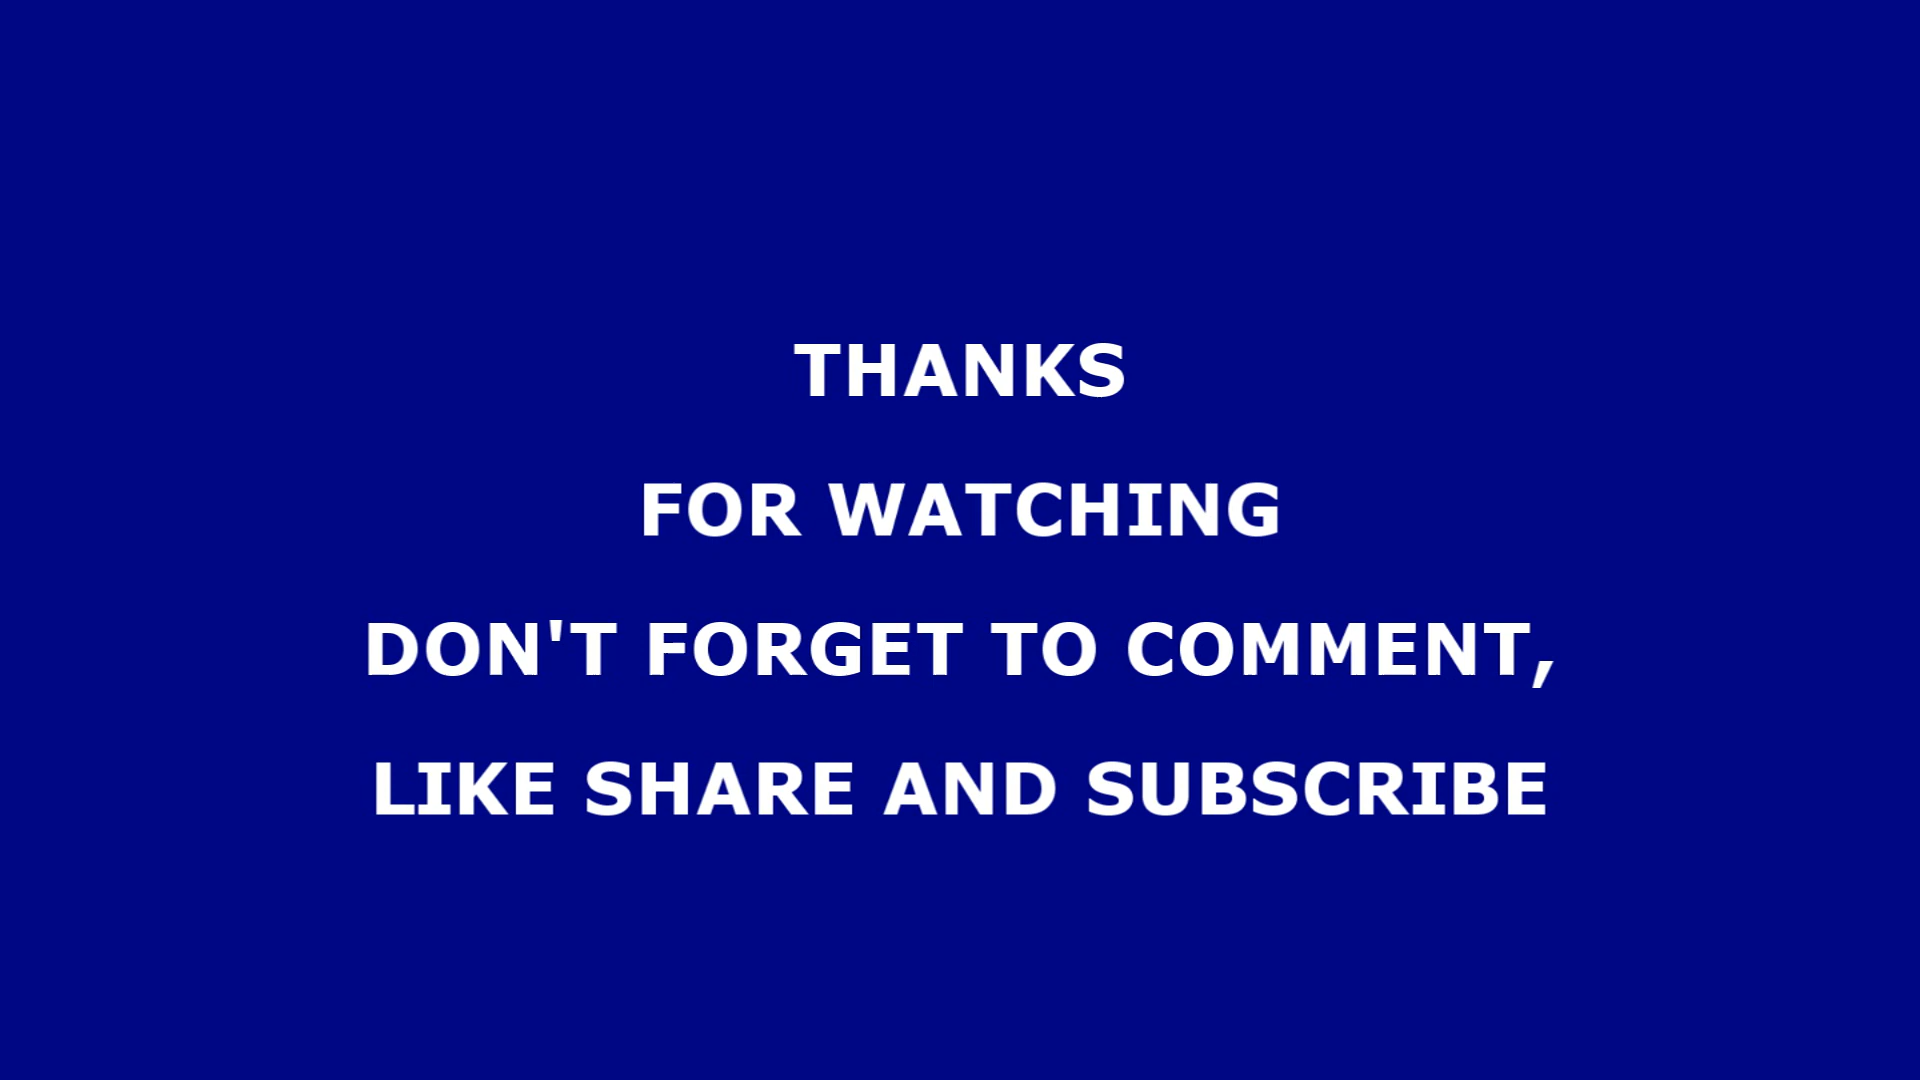 THANKS
FOR WATCHING
DON'T FORGET TO COMMENT,
LIKE SHARE AND SUBSCRIBE